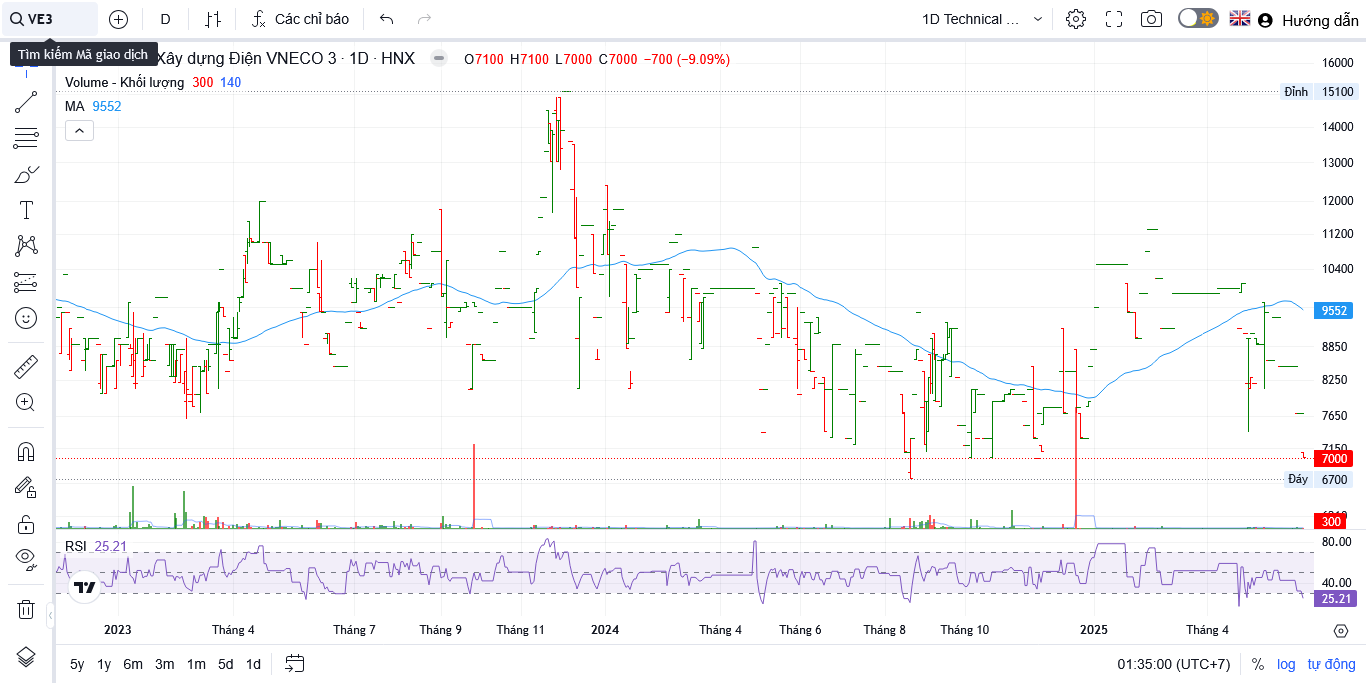 VE3 D Các chỉ báo 1D Technical ... Hướng dẫn
Tìm kiếm Mã giao dịch Xây dựng Điện VNECO 3 · 1D · HNX O7100 H7100 L7000 C7000 −700 (−9.09%)
Volume - Khối lượng 300 140
MA 9552
16000
Đỉnh 15100
14000
13000
12000
11200
10400
9552
8850
8250
7650
7150
7000
Đáy 6700
300
RSI 25.21
80.00
40.00
25.21
2023 Tháng 4 Tháng 7 Tháng 9 Tháng 11 2024 Tháng 4 Tháng 6 Tháng 8 Tháng 10 2025 Tháng 4
5y 1y 6m 3m 1m 5d 1d 01:35:00 (UTC+7) % log tự động